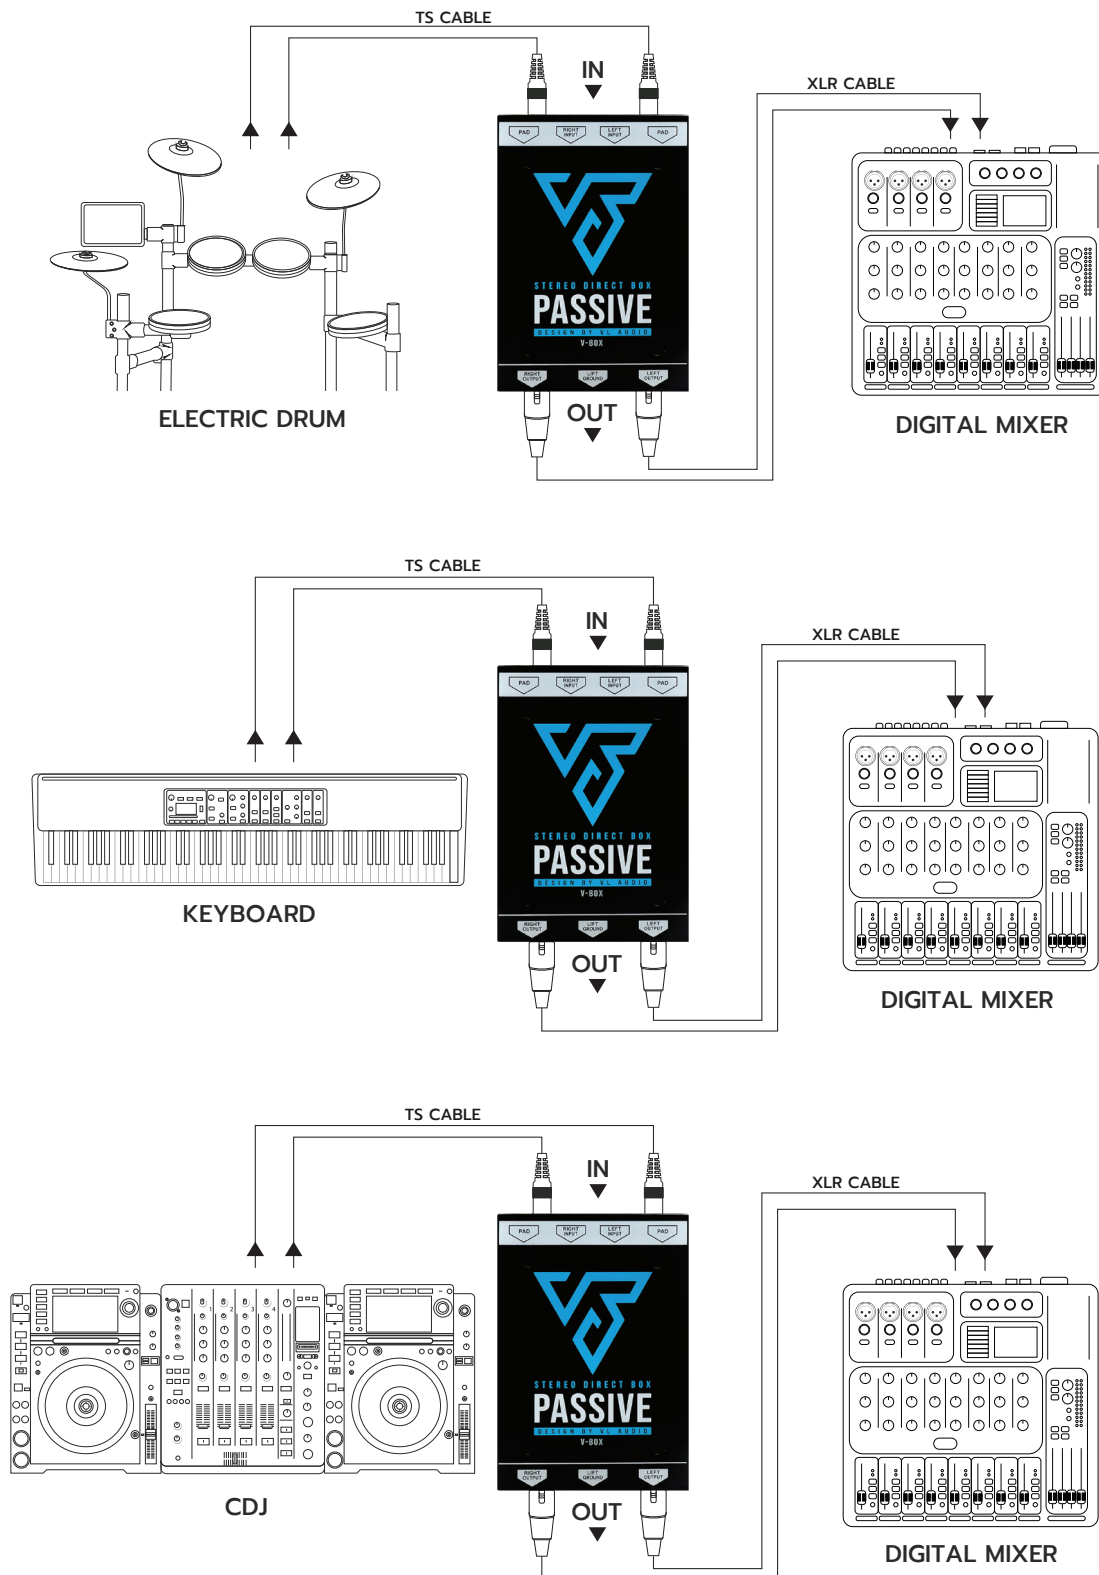 TS CABLE
IN
XLR CABLE
PAD
RIGHT INPUT
LEFT INPUT
PAD
STEREO DIRECT BOX
PASSIVE
DESIGN BY VL AUDIO
V-BOX
RIGHT OUTPUT
LIFT GROUND
LEFT OUTPUT
OUT
ELECTRIC DRUM
DIGITAL MIXER
TS CABLE
IN
XLR CABLE
PAD
RIGHT INPUT
LEFT INPUT
PAD
STEREO DIRECT BOX
PASSIVE
DESIGN BY VL AUDIO
V-BOX
RIGHT OUTPUT
LIFT GROUND
LEFT OUTPUT
OUT
KEYBOARD
DIGITAL MIXER
TS CABLE
IN
XLR CABLE
PAD
RIGHT INPUT
LEFT INPUT
PAD
1 2 3 4
STEREO DIRECT BOX
PASSIVE
DESIGN BY VL AUDIO
V-BOX
RIGHT OUTPUT
LIFT GROUND
LEFT OUTPUT
OUT
CDJ
DIGITAL MIXER